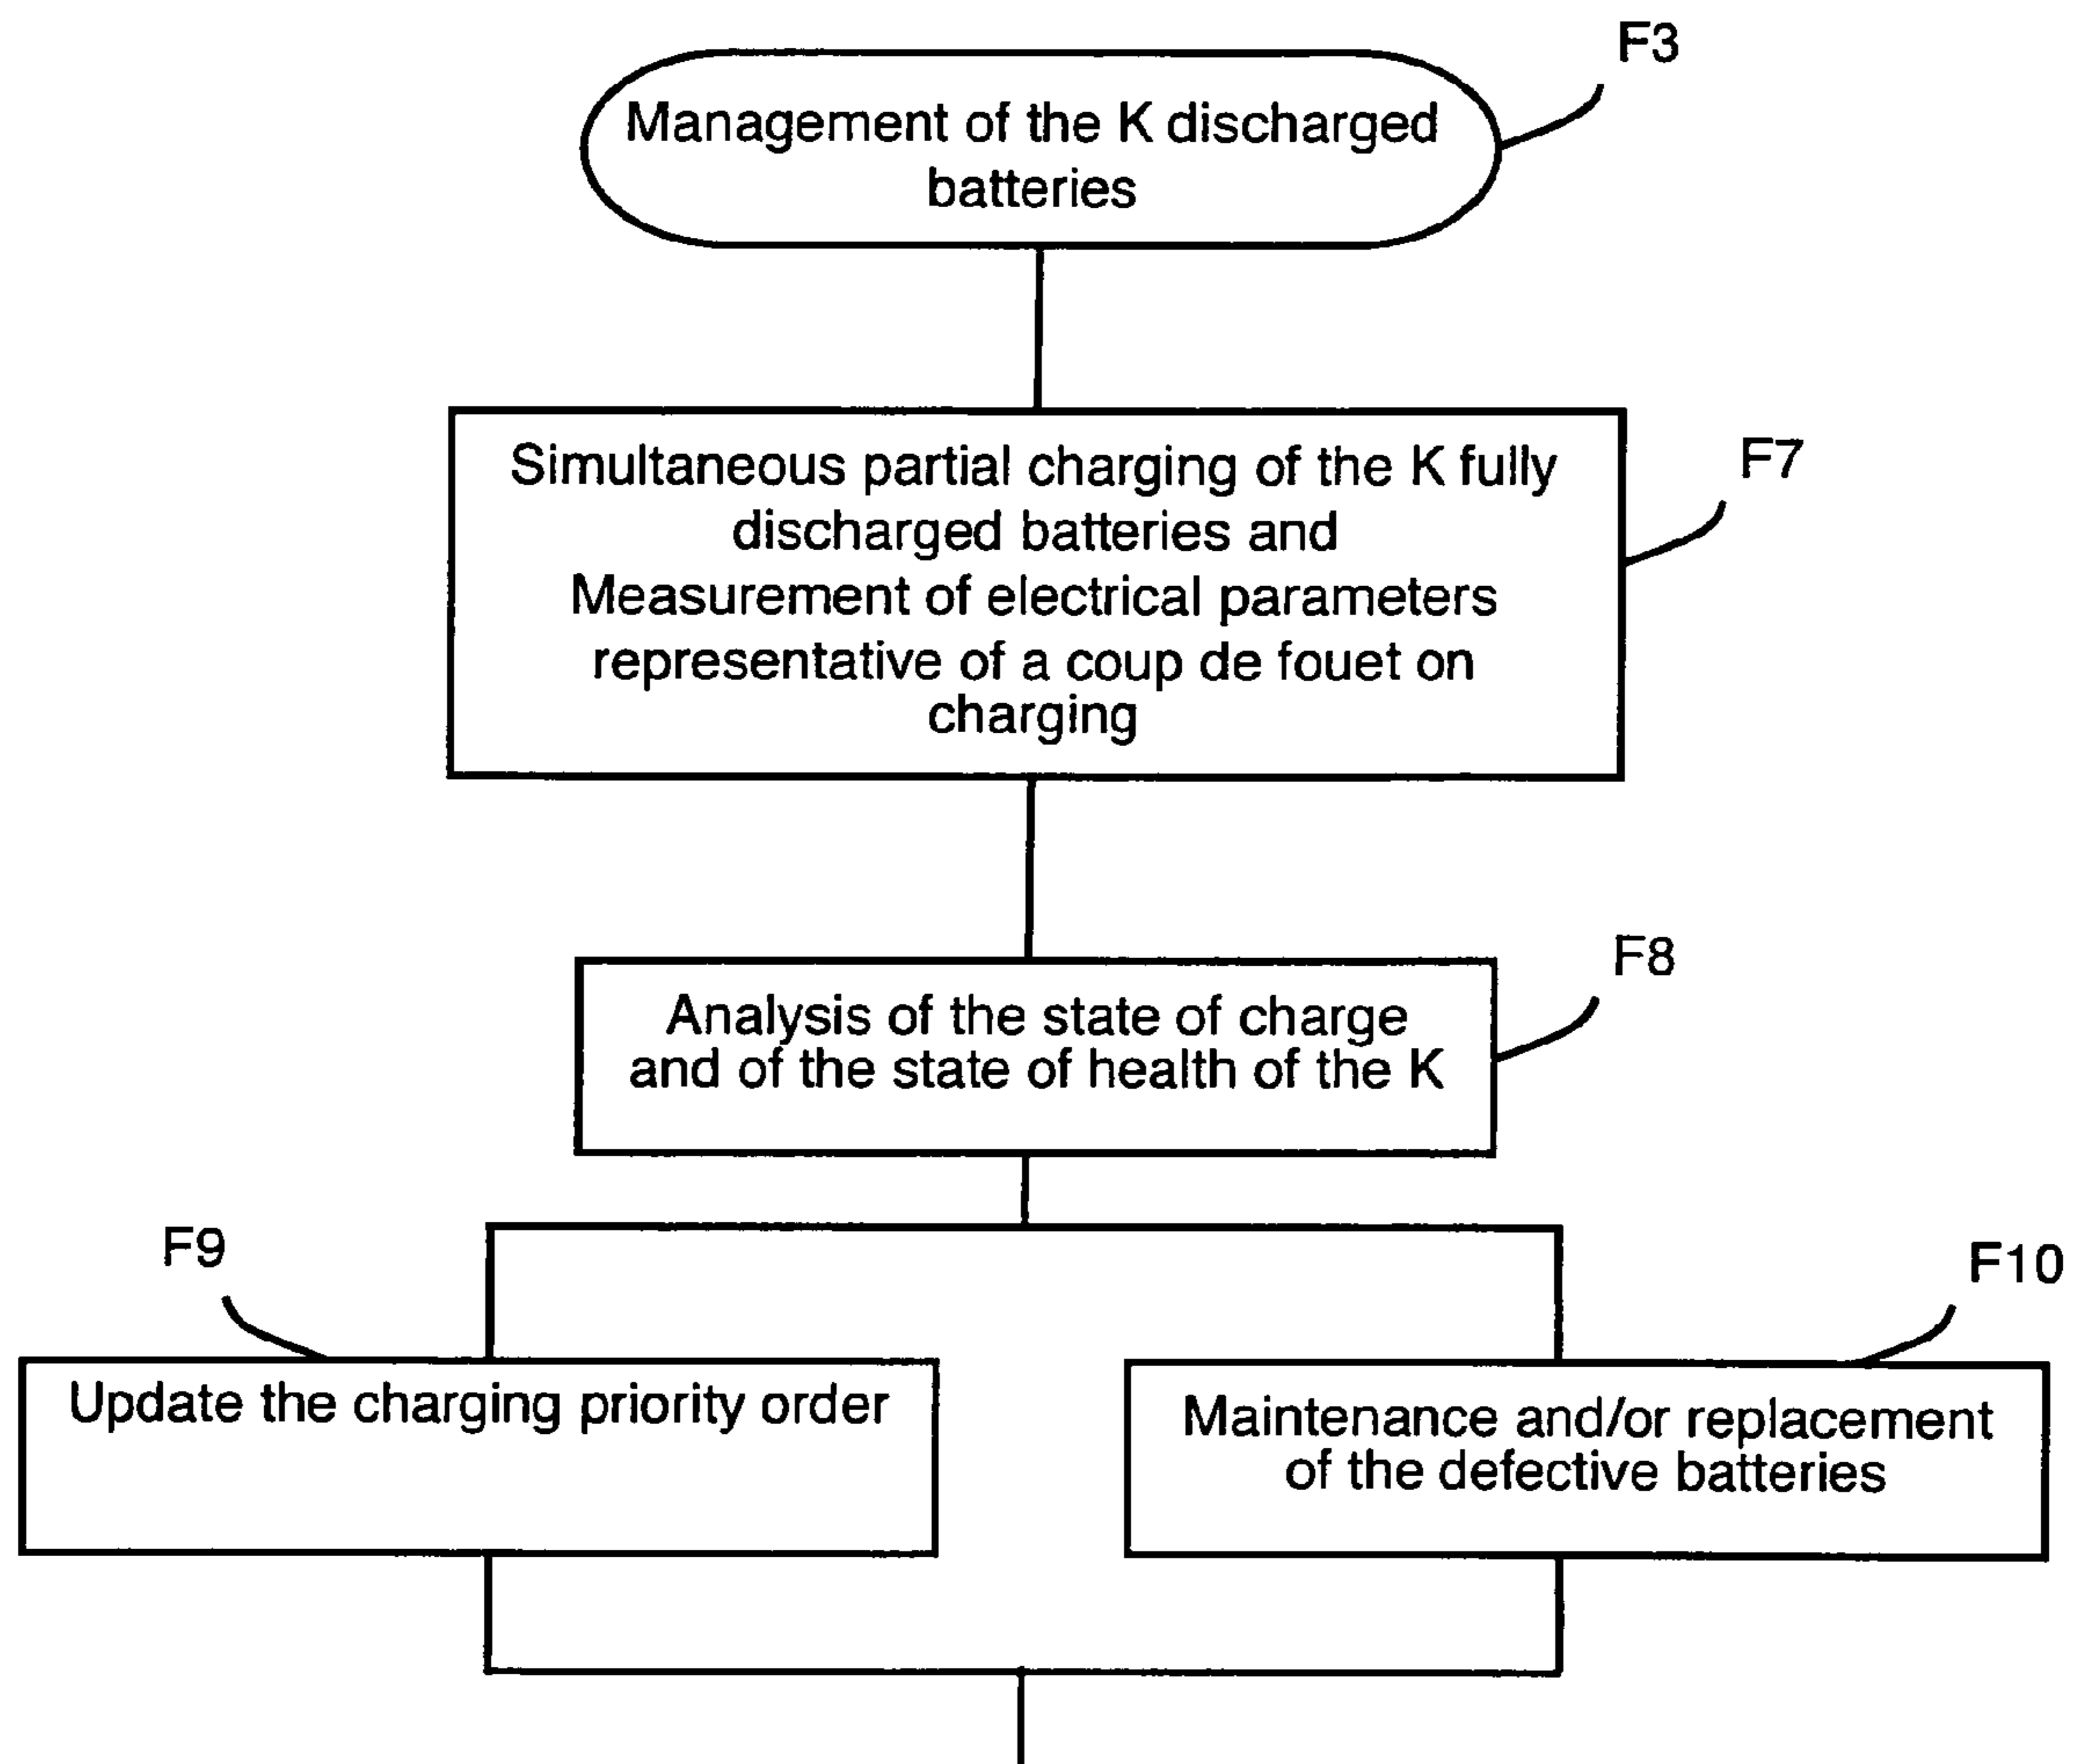 F3
Management of the K discharged
batteries
F7
Simultaneous partial charging of the K fully
discharged batteries and
Measurement of electrical parameters
representative of a coup de fouet on
charging
F8
Analysis of the state of charge
and of the state of health of the K
F9
F10
Update the charging priority order
Maintenance and/or replacement
of the defective batteries